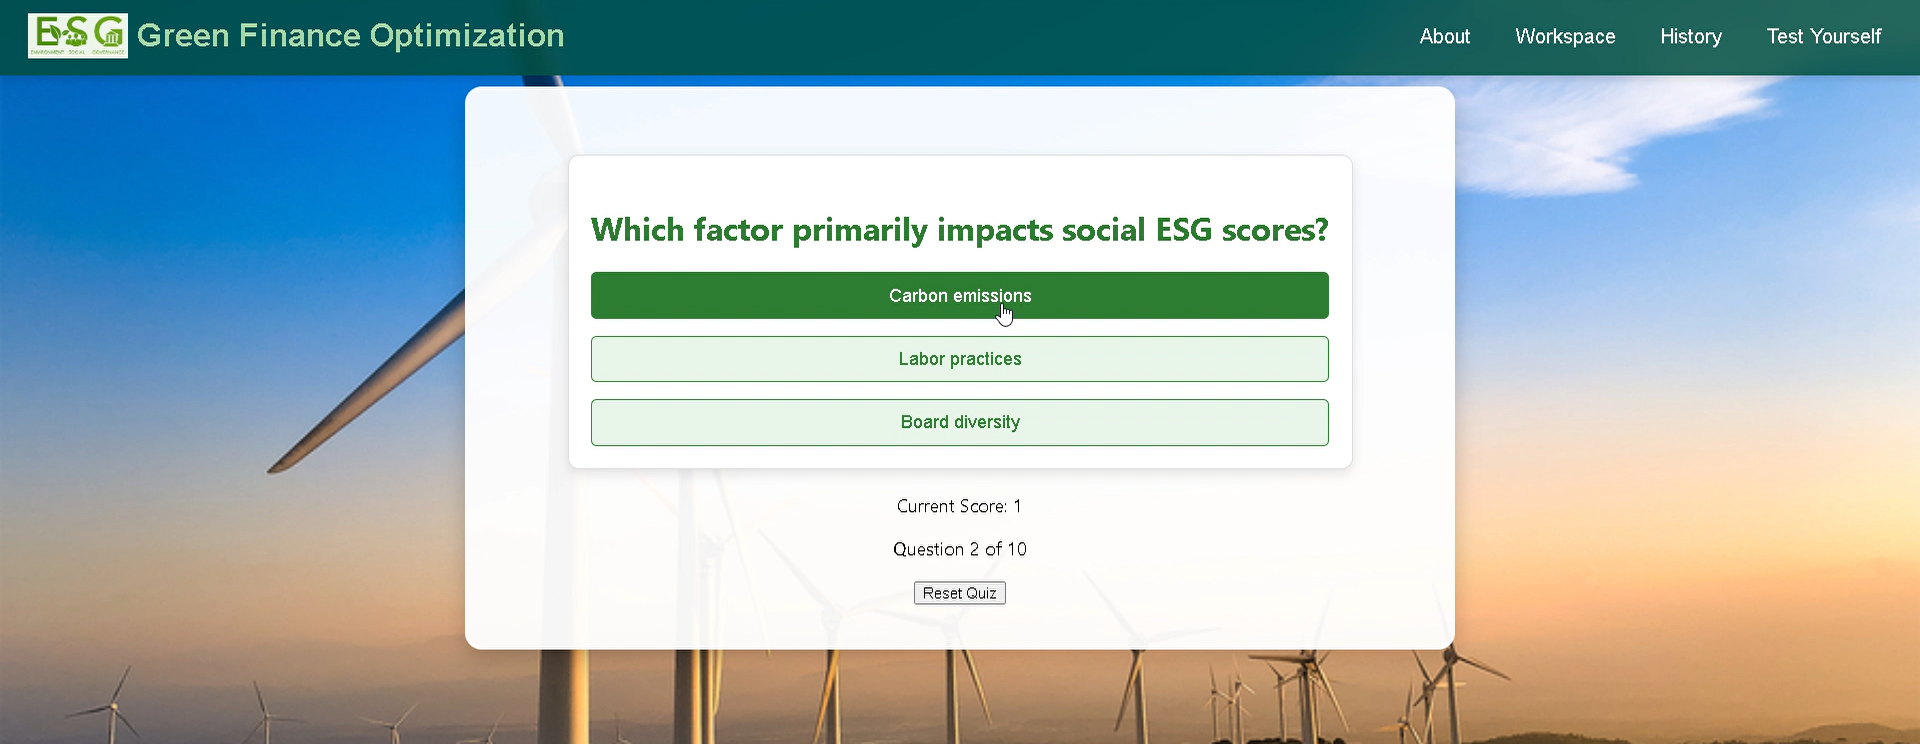 ESG
ENVIRONMENT SOCIAL GOVERNANCE
Green Finance Optimization
About
Workspace
History
Test Yourself
Which factor primarily impacts social ESG scores?
Carbon emissions
Labor practices
Board diversity
Current Score: 1
Question 2 of 10
Reset Quiz